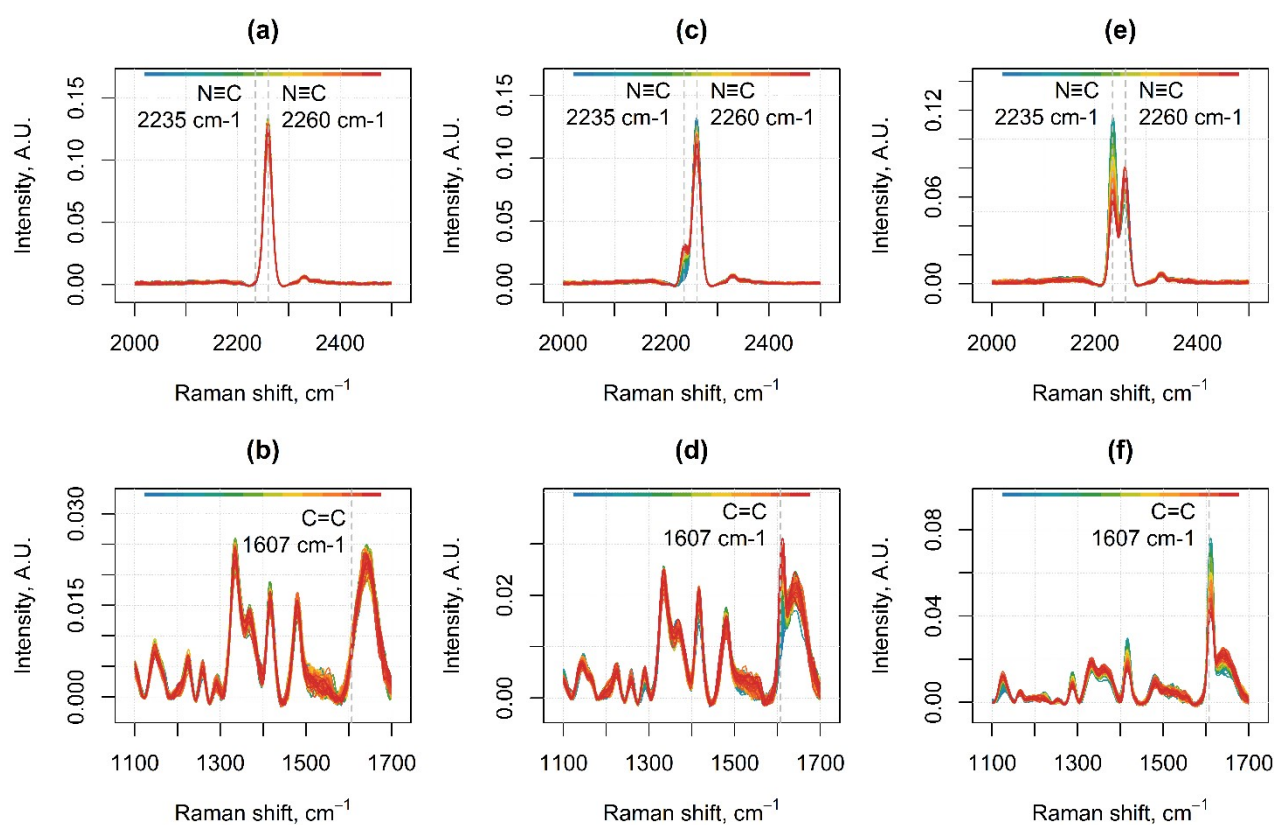 (a)
N≡C
2235 cm-1
N≡C
2260 cm-1
Intensity, A.U.
0.15
0.10
0.05
0.00
2000
2200
2400
Raman shift, cm⁻¹
(c)
N≡C
2235 cm-1
N≡C
2260 cm-1
Intensity, A.U.
0.15
0.10
0.05
0.00
2000
2200
2400
Raman shift, cm⁻¹
(e)
N≡C
2235 cm-1
N≡C
2260 cm-1
Intensity, A.U.
0.12
0.06
0.00
2000
2200
2400
Raman shift, cm⁻¹
(b)
C=C
1607 cm-1
Intensity, A.U.
0.030
0.015
0.000
1100
1300
1500
1700
Raman shift, cm⁻¹
(d)
C=C
1607 cm-1
Intensity, A.U.
0.02
0.00
1100
1300
1500
1700
Raman shift, cm⁻¹
(f)
C=C
1607 cm-1
Intensity, A.U.
0.08
0.04
0.00
1100
1300
1500
1700
Raman shift, cm⁻¹